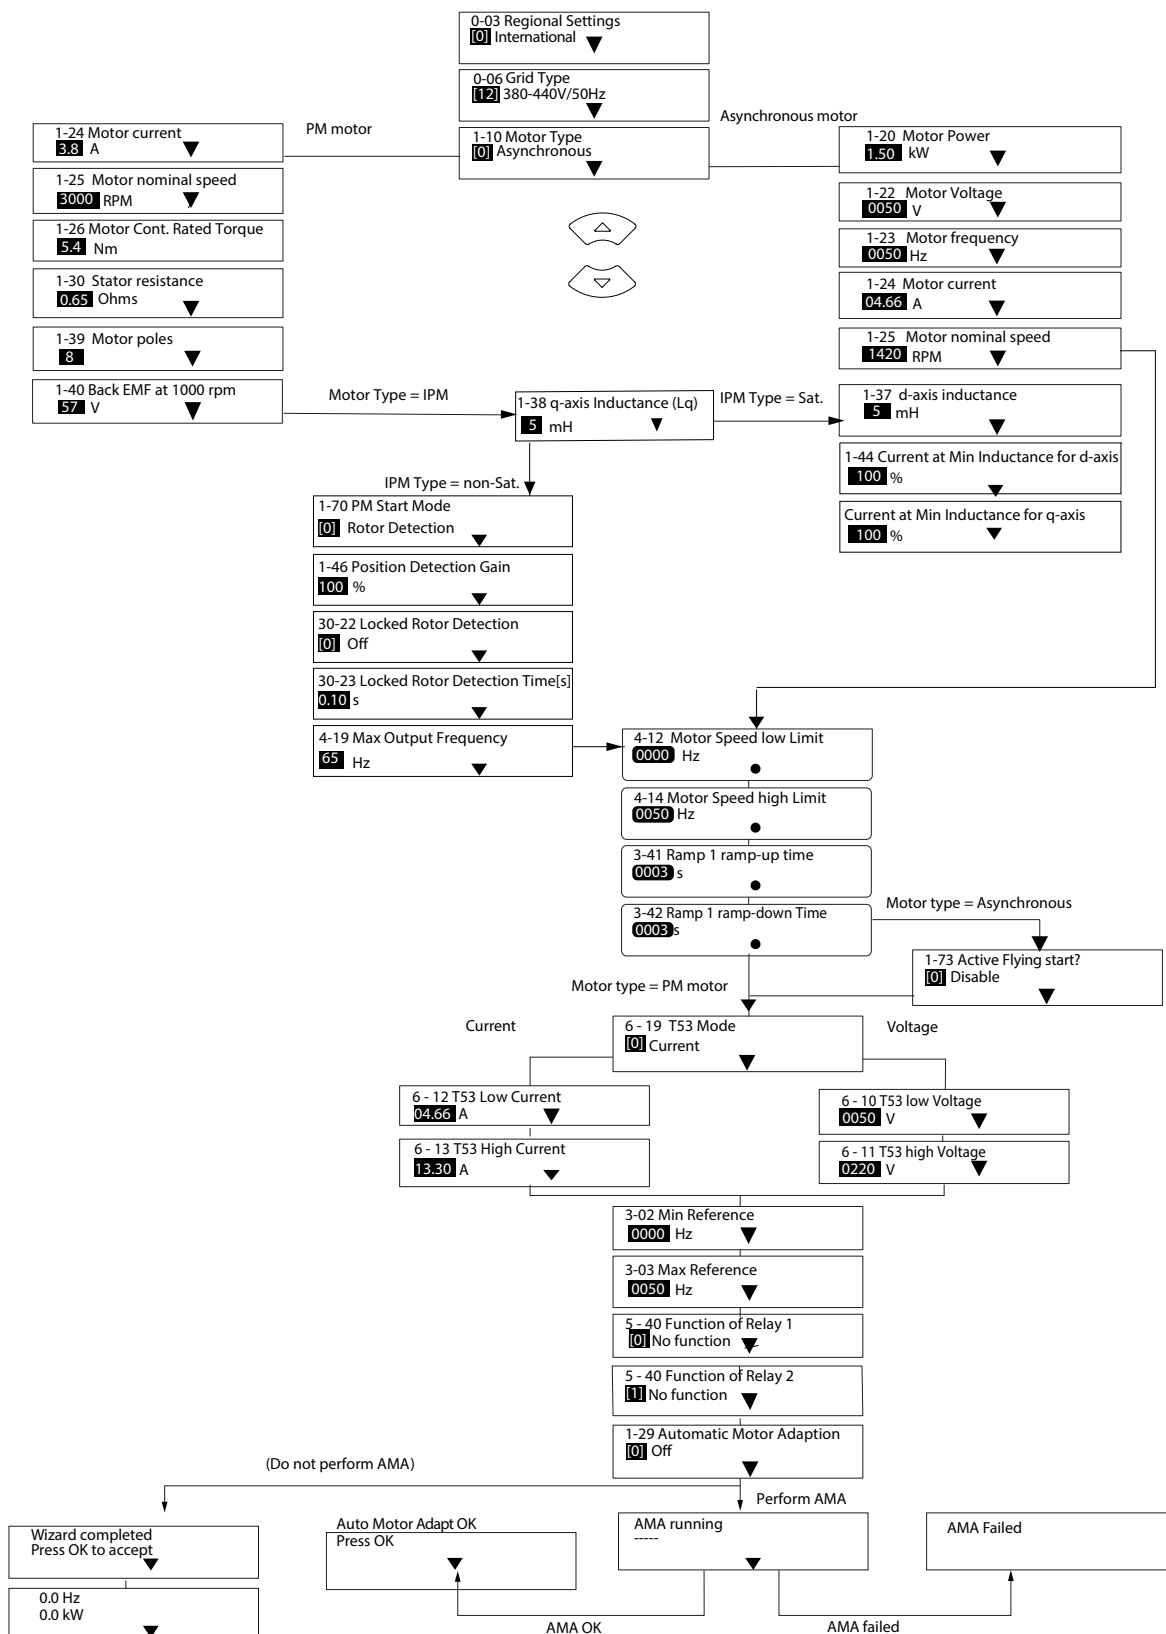 0-03 Regional Settings
[0] International
0-06 Grid Type
[12] 380-440V/50Hz
PM motor
Asynchronous motor
1-10 Motor Type
[0] Asynchronous
1-24 Motor current
3.8 A
1-25 Motor nominal speed
3000 RPM
1-26 Motor Cont. Rated Torque
5.4 Nm
1-30 Stator resistance
0.65 Ohms
1-39 Motor poles
8
1-40 Back EMF at 1000 rpm
57 V
1-20 Motor Power
1.50 kW
1-22 Motor Voltage
0050 V
1-23 Motor frequency
0050 Hz
1-24 Motor current
04.66 A
1-25 Motor nominal speed
1420 RPM
Motor Type = IPM
1-38 q-axis Inductance (Lq)
5 mH
IPM Type = Sat.
1-37 d-axis inductance
5 mH
1-44 Current at Min Inductance for d-axis
100 %
Current at Min Inductance for q-axis
100 %
IPM Type = non-Sat.
1-70 PM Start Mode
[0] Rotor Detection
1-46 Position Detection Gain
100 %
30-22 Locked Rotor Detection
[0] Off
30-23 Locked Rotor Detection Time[s]
0.10 s
4-19 Max Output Frequency
65 Hz
4-12 Motor Speed low Limit
0000 Hz
4-14 Motor Speed high Limit
0050 Hz
3-41 Ramp 1 ramp-up time
0003 s
3-42 Ramp 1 ramp-down Time
0003 s
Motor type = Asynchronous
1-73 Active Flying start?
[0] Disable
Motor type = PM motor
Current
6 - 19 T53 Mode
[0] Current
Voltage
6 - 12 T53 Low Current
04.66 A
6 - 13 T53 High Current
13.30 A
6 - 10 T53 low Voltage
0050 V
6 - 11 T53 high Voltage
0220 V
3-02 Min Reference
0000 Hz
3-03 Max Reference
0050 Hz
5 - 40 Function of Relay 1
[0] No function
5 - 40 Function of Relay 2
[1] No function
1-29 Automatic Motor Adaption
[0] Off
(Do not perform AMA)
Perform AMA
Wizard completed
Press OK to accept
0.0 Hz
0.0 kW
Auto Motor Adapt OK
Press OK
AMA running
-----
AMA Failed
AMA OK
AMA failed